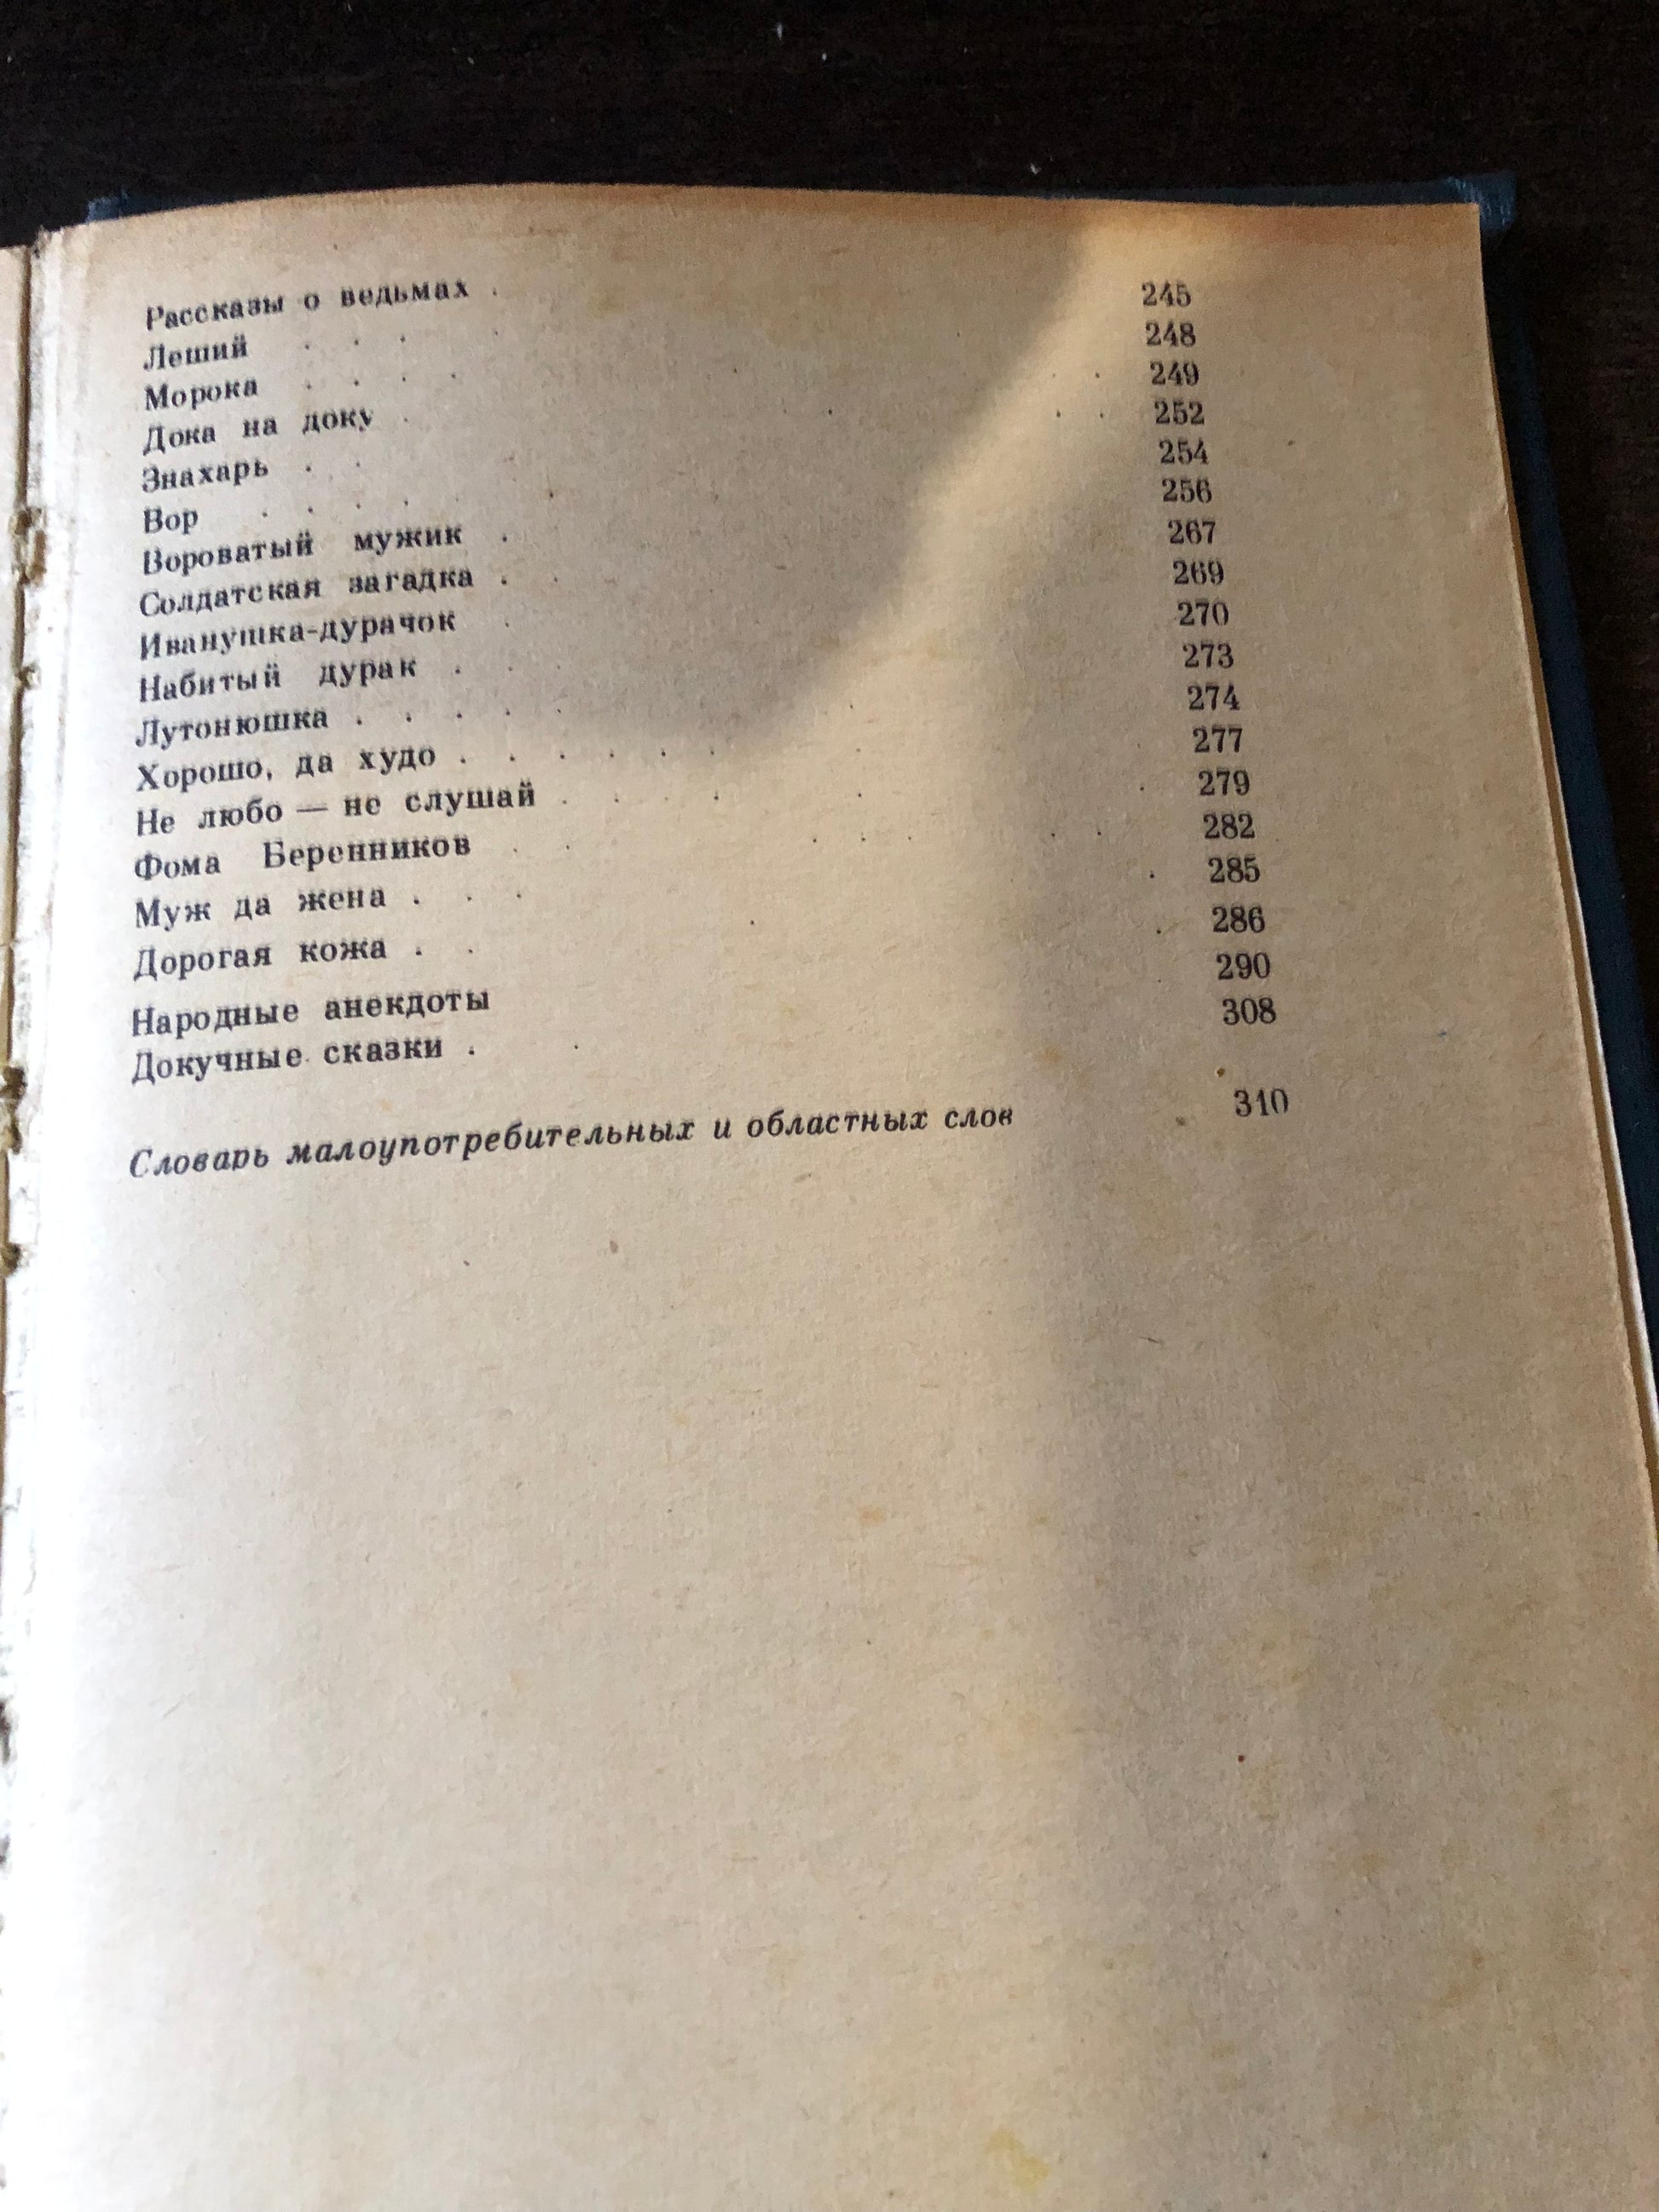 Рассказы о ведьмах . 245
Леший . . . . 248
Морока . . . . . 249
Дока на доку . . . . 252
Знахарь . . 254
Вор . . . . . . 256
Вороватый мужик . 267
Солдатская загадка . . 269
Иванушка-дурачок . 270
Набитый дурак . . . 273
Лутонюшка . . . . . . 274
Хорошо, да худо . . . . . . 277
Не любо — не слушай . . . . . . 279
Фома Беренников . . . . . . . 282
Муж да жена . . . . 285
Дорогая кожа . . . . 286
Народные анекдоты 290
Докучные сказки . . 308
Словарь малоупотребительных и областных слов 310